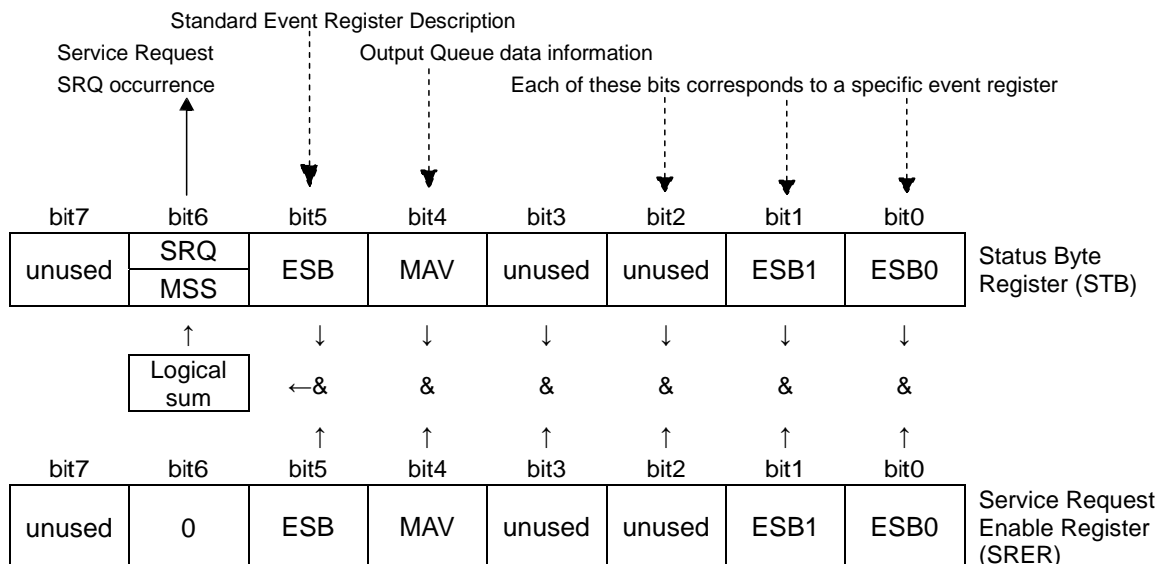 Standard Event Register Description
Service Request Output Queue data information
SRQ occurrence Each of these bits corresponds to a specific event register
bit7 bit6 bit5 bit4 bit3 bit2 bit1 bit0
unused SRQ MSS ESB MAV unused unused ESB1 ESB0 Status Byte Register (STB)
↑ ↓ ↓ ↓ ↓ ↓ ↓
Logical sum ←& & & & & &
↑ ↑ ↑ ↑ ↑ ↑
bit7 bit6 bit5 bit4 bit3 bit2 bit1 bit0
unused 0 ESB MAV unused unused ESB1 ESB0 Service Request Enable Register (SRER)